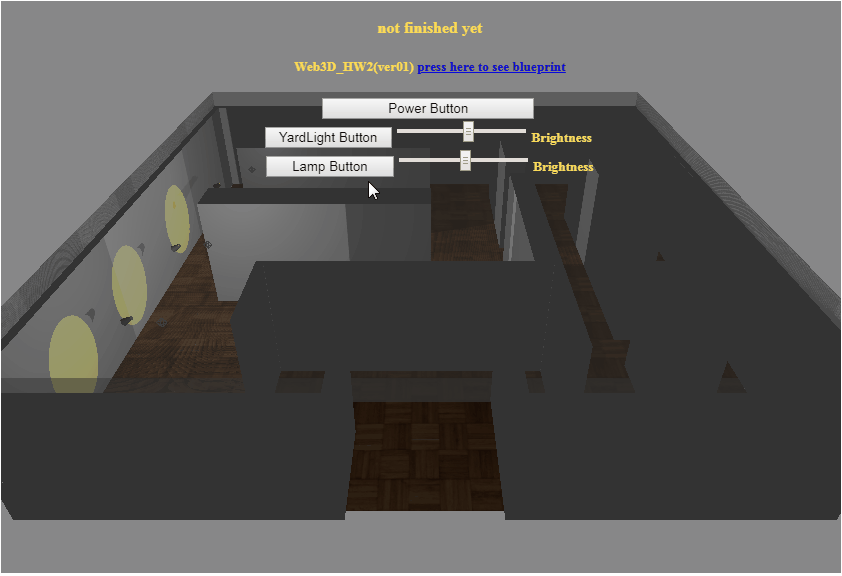 not finished yet
Web3D_HW2(ver01) press here to see blueprint
Power Button
YardLight Button Brightness
Lamp Button Brightness